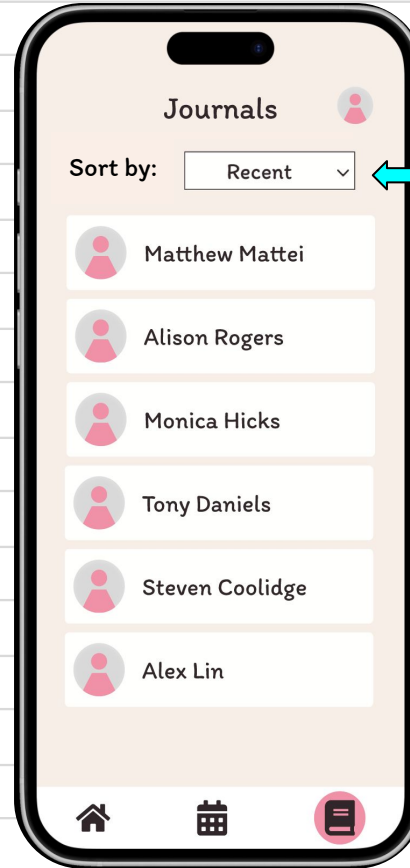 Journals
Sort by: Recent
Matthew Mattei
Alison Rogers
Monica Hicks
Tony Daniels
Steven Coolidge
Alex Lin